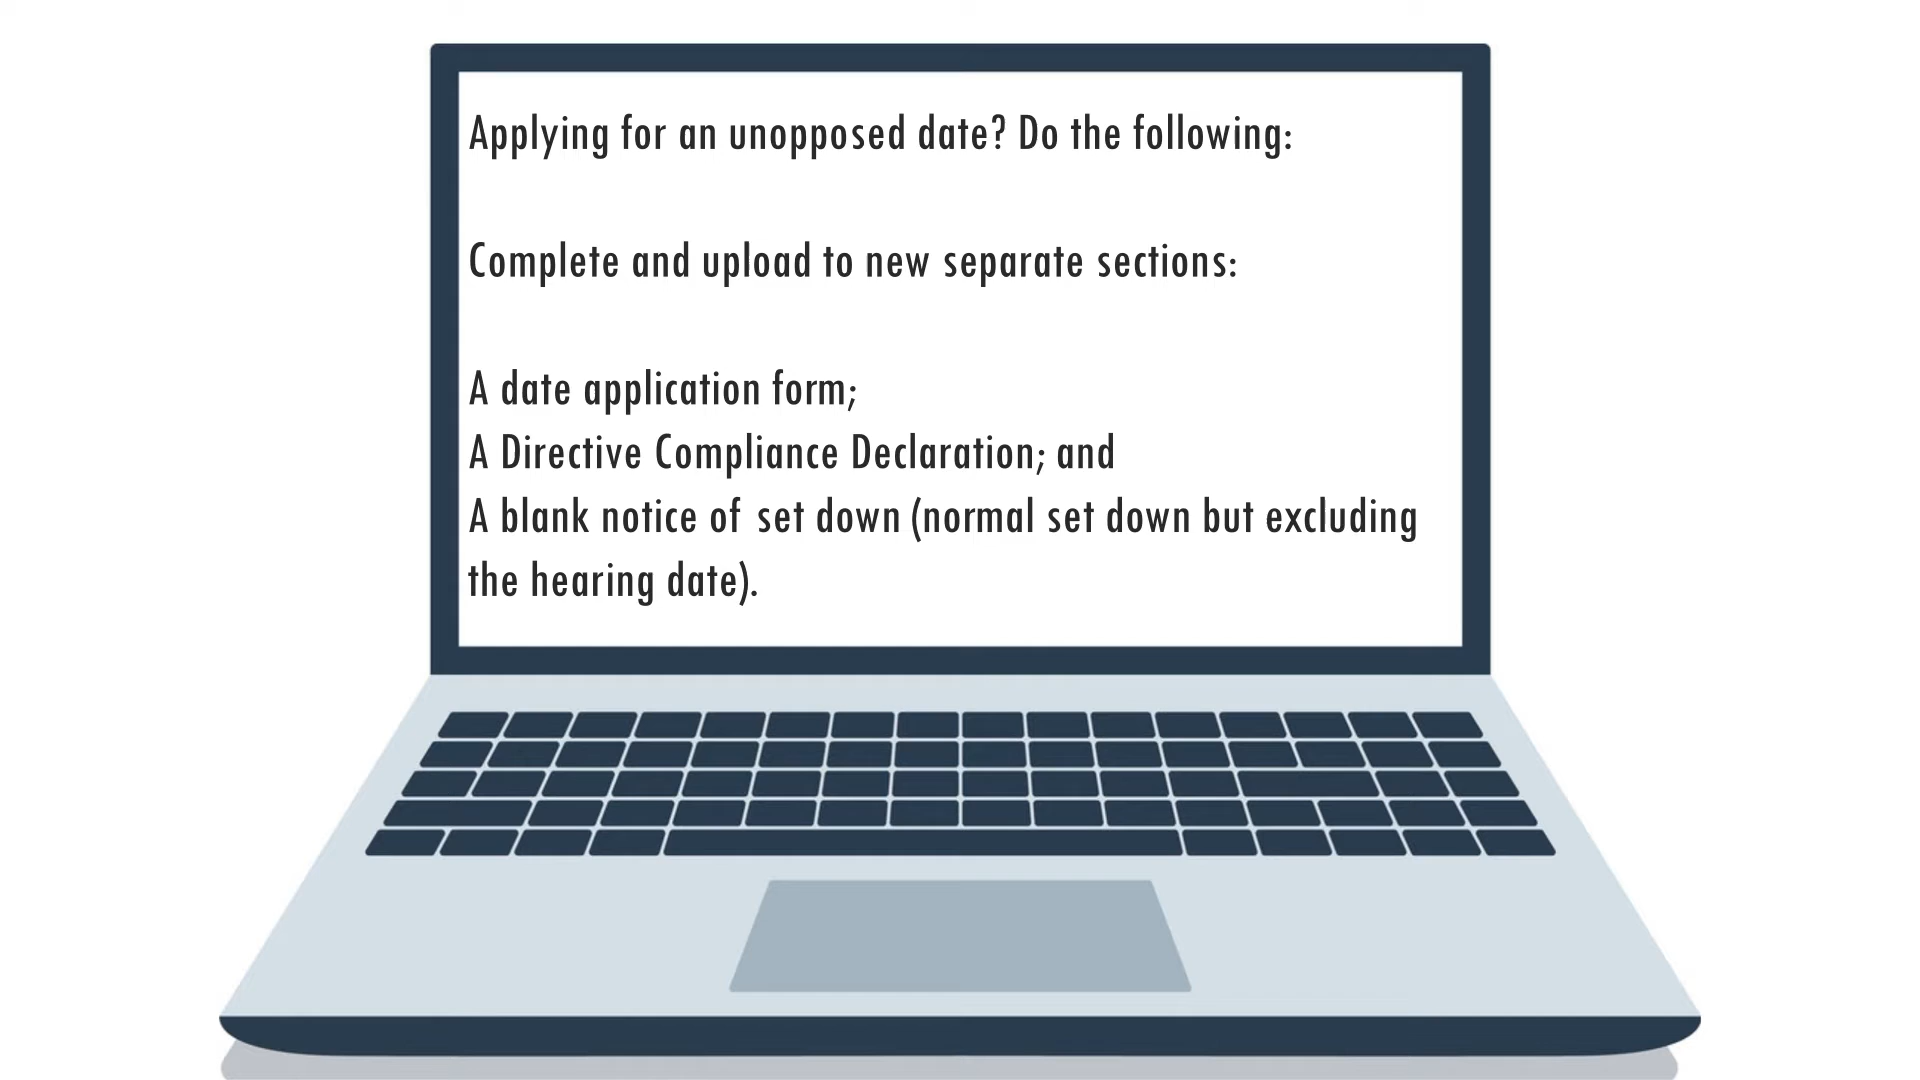 Applying for an unopposed date? Do the following:
Complete and upload to new separate sections:
A date application form;
A Directive Compliance Declaration; and
A blank notice of set down (normal set down but excluding
the hearing date).